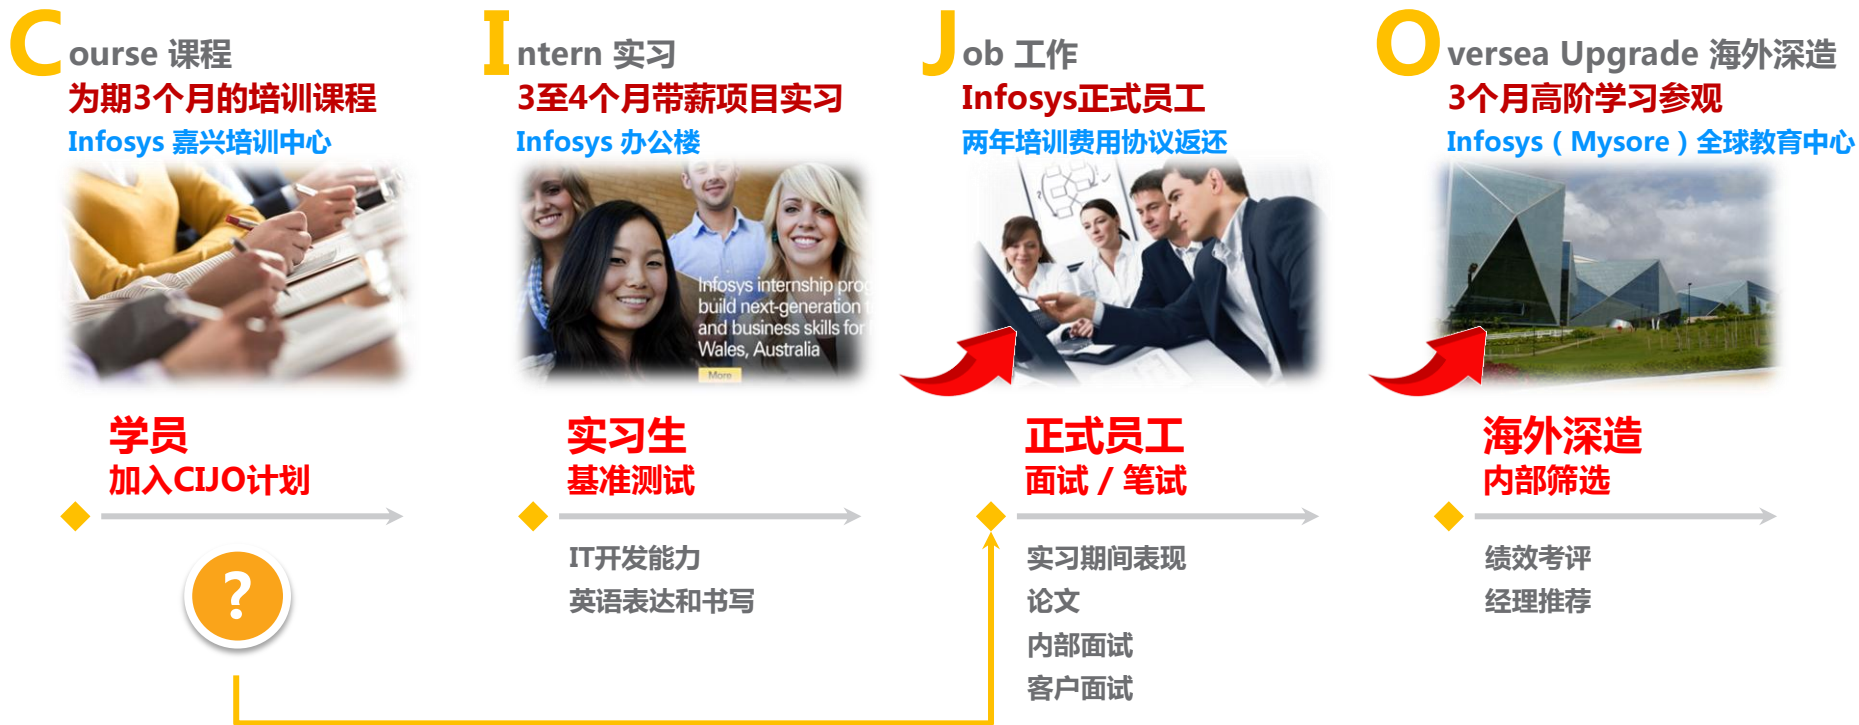 Course 课程
为期3个月的培训课程
Infosys 嘉兴培训中心
Intern 实习
3至4个月带薪项目实习
Infosys 办公楼
Infosys internship prog
build next-generation t
and business skills for
Wales, Australia
More
Job 工作
Infosys正式员工
两年培训费用协议返还
Oversea Upgrade 海外深造
3个月高阶学习参观
Infosys（Mysore）全球教育中心
学员
加入CIJO计划
?
实习生
基准测试
IT开发能力
英语表达和书写
正式员工
面试 / 笔试
实习期间表现
论文
内部面试
客户面试
海外深造
内部筛选
绩效考评
经理推荐